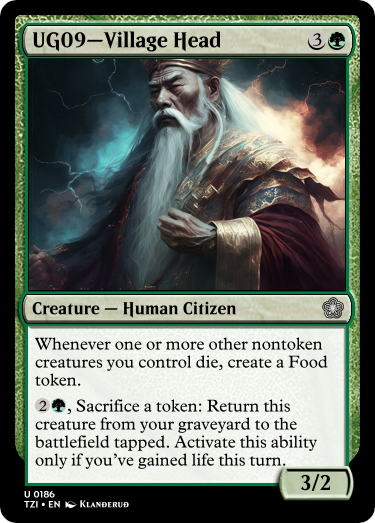 UG09—Village Head 3
Creature — Human Citizen
Whenever one or more other nontoken
creatures you control die, create a Food
token.
2, Sacrifice a token: Return this
creature from your graveyard to the
battlefield tapped. Activate this ability
only if you've gained life this turn.
3/2
U 0186
TZI • EN Klanderud